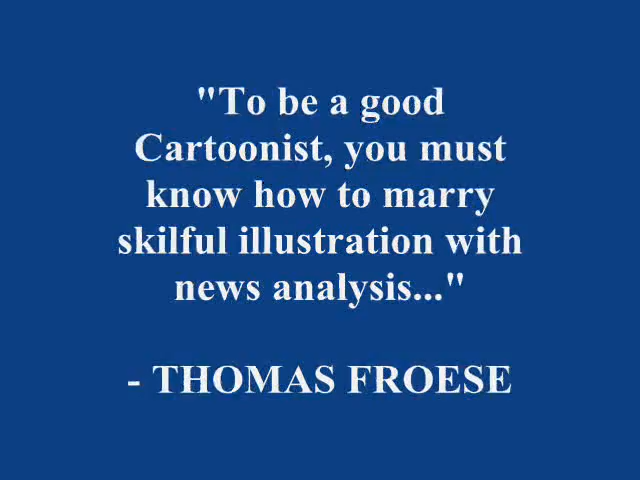 "To be a good
Cartoonist, you must
know how to marry
skilful illustration with
news analysis..."
- THOMAS FROESE